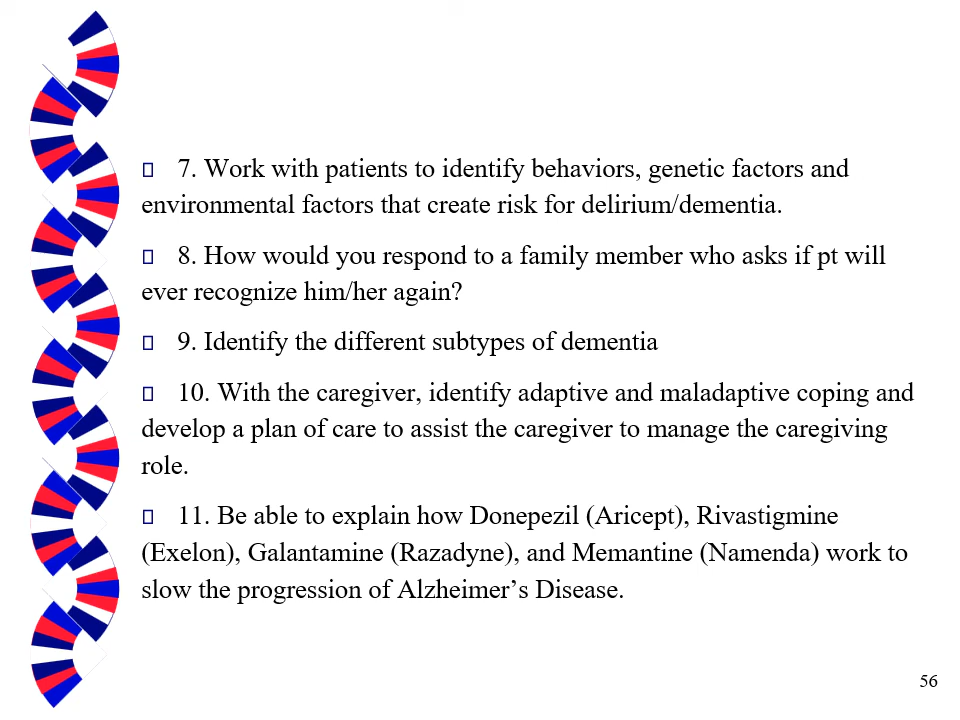 7. Work with patients to identify behaviors, genetic factors and
environmental factors that create risk for delirium/dementia.
8. How would you respond to a family member who asks if pt will
ever recognize him/her again?
9. Identify the different subtypes of dementia
10. With the caregiver, identify adaptive and maladaptive coping and
develop a plan of care to assist the caregiver to manage the caregiving
role.
11. Be able to explain how Donepezil (Aricept), Rivastigmine
(Exelon), Galantamine (Razadyne), and Memantine (Namenda) work to
slow the progression of Alzheimer’s Disease.
56